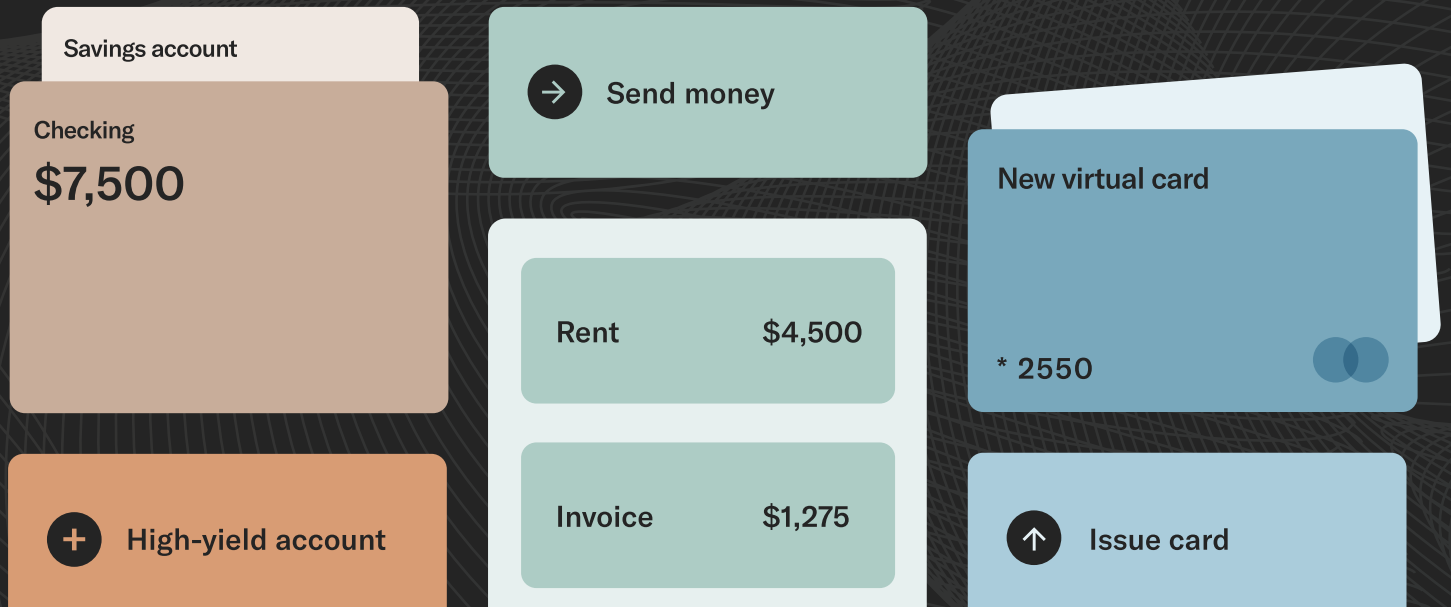 Savings account
Checking
$7,500
High-yield account
Send money
Rent $4,500
Invoice $1,275
New virtual card
* 2550
Issue card